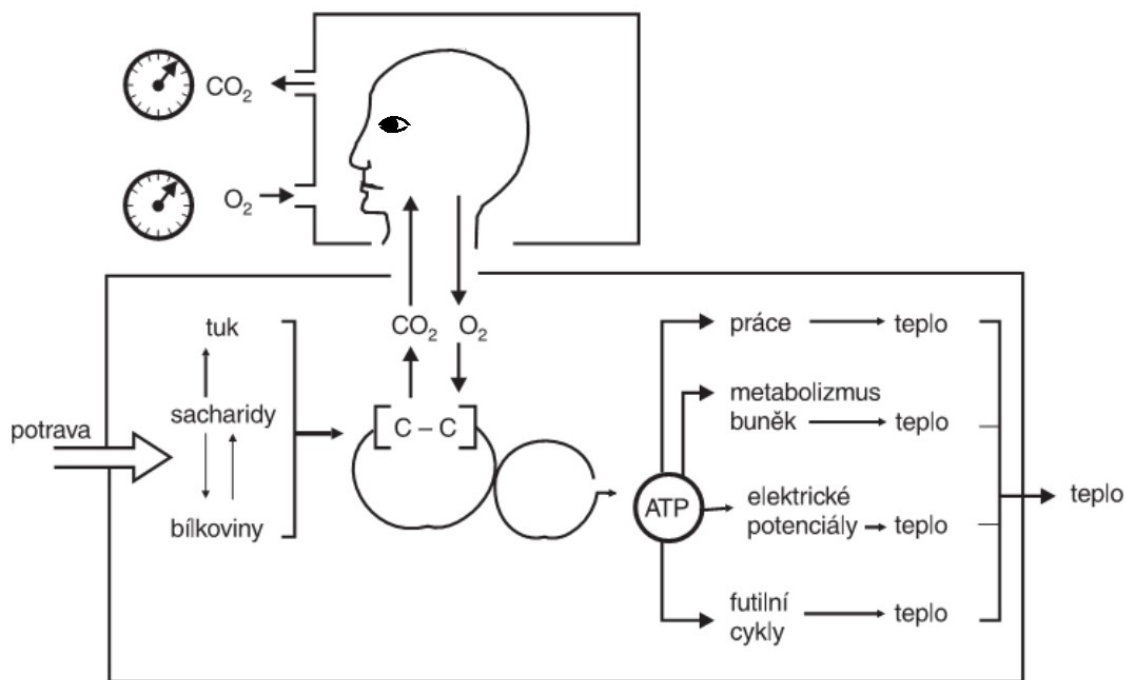 CO₂
O₂
CO₂ O₂
tuk
sacharidy
bílkoviny
potrava
C – C
ATP
práce teplo
metabolizmus
buněk teplo
elektrické
potenciály teplo
futilní teplo
cykly
teplo